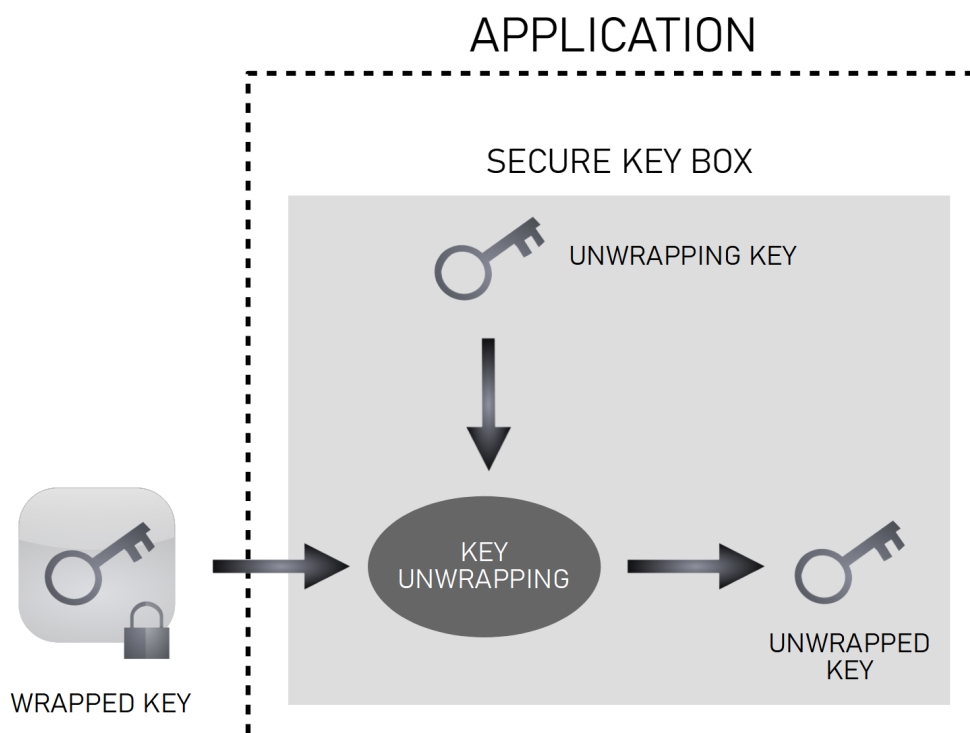 APPLICATION
SECURE KEY BOX
UNWRAPPING KEY
KEY
UNWRAPPING
UNWRAPPED
KEY
WRAPPED KEY